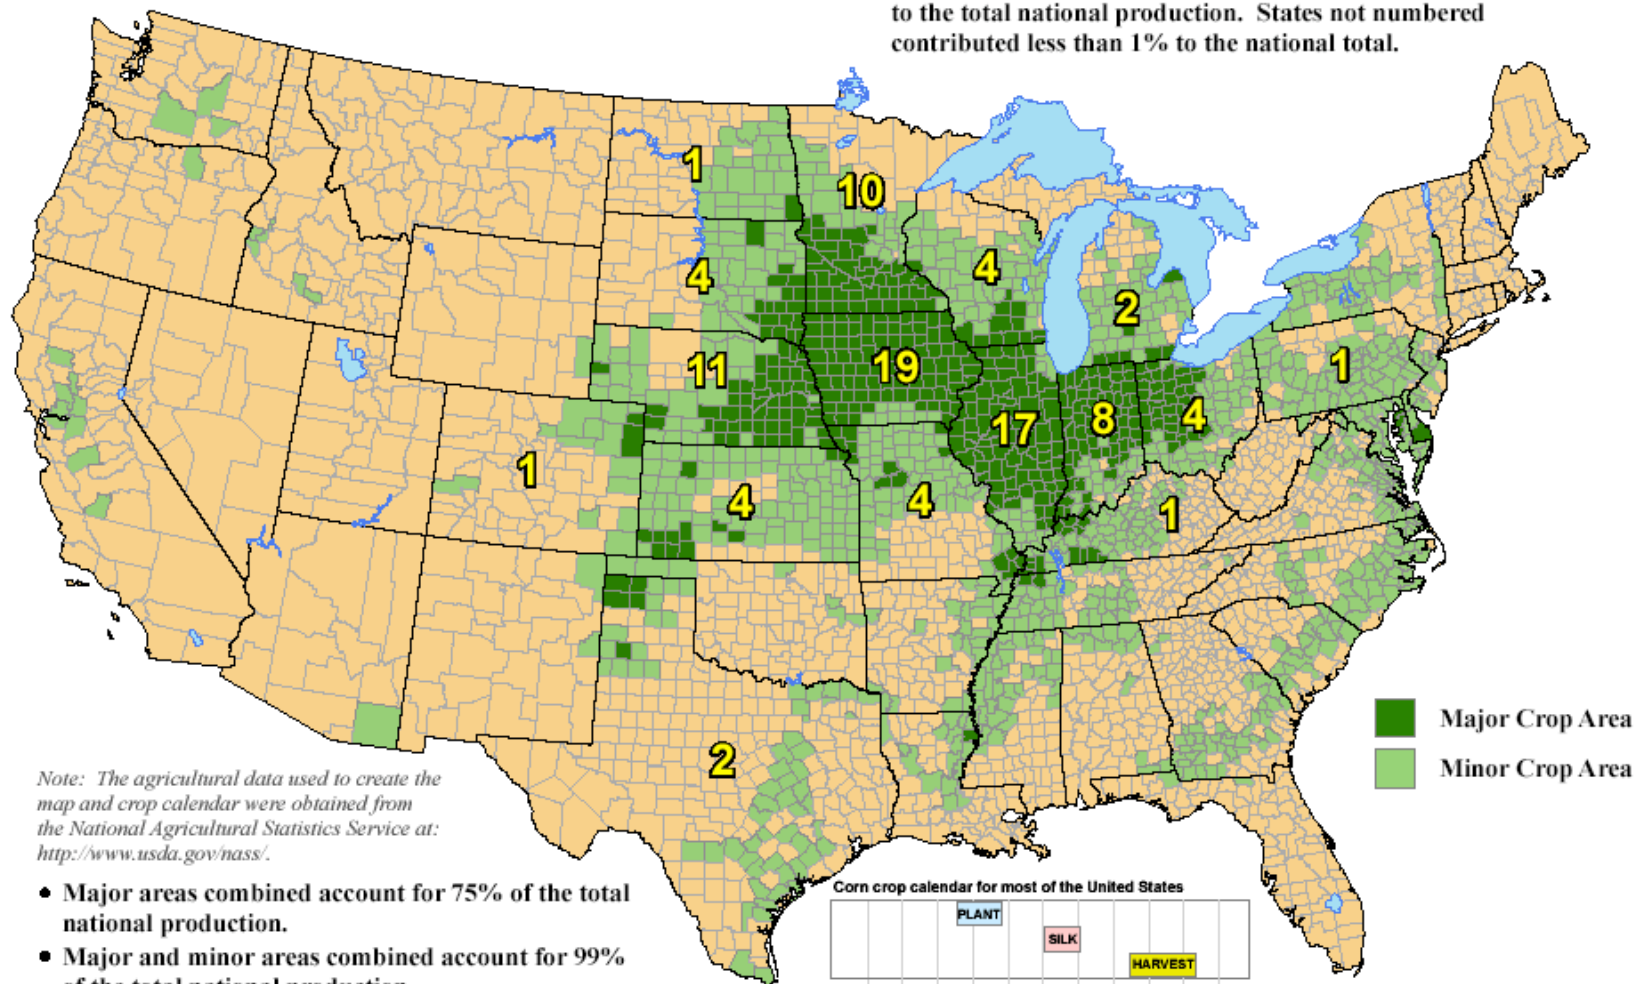 to the total national production. States not numbered
contributed less than 1% to the national total.
1
10
4
4
2
11
19
1
17
8
4
1
4
4
1
2
Major Crop Area
Minor Crop Area
Note: The agricultural data used to create the
map and crop calendar were obtained from
the National Agricultural Statistics Service at:
http://www.usda.gov/nass/.
• Major areas combined account for 75% of the total
national production.
• Major and minor areas combined account for 99%
of the total national production.
Corn crop calendar for most of the United States
PLANT
SILK
HARVEST